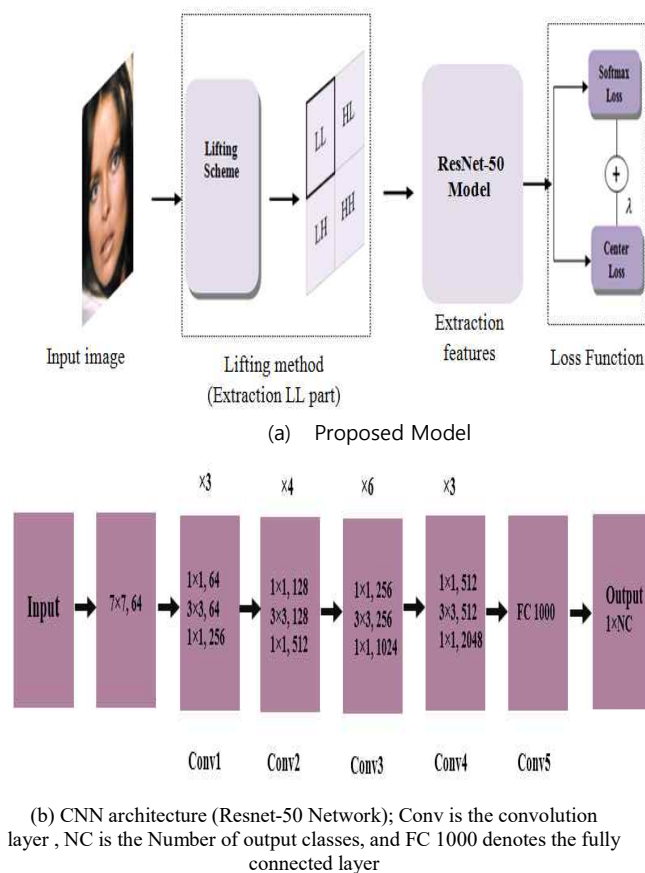 Softmax
Loss
Lifting
Scheme
LL
HL
LH
HH
ResNet-50
Model
+
λ
Center
Loss
Input image
Lifting method
(Extraction LL part)
Extraction
features
Loss Function
(a) Proposed Model
×3
×4
×6
×3
Input
7×7, 64
1×1, 64
3×3, 64
1×1, 256
1×1, 128
3×3, 128
1×1, 512
1×1, 256
3×3, 256
1×1, 1024
1×1, 512
3×3, 512
1×1, 2048
FC 1000
Output
1×NC
Conv1
Conv2
Conv3
Conv4
Conv5
(b) CNN architecture (Resnet-50 Network); Conv is the convolution
layer , NC is the Number of output classes, and FC 1000 denotes the fully
connected layer